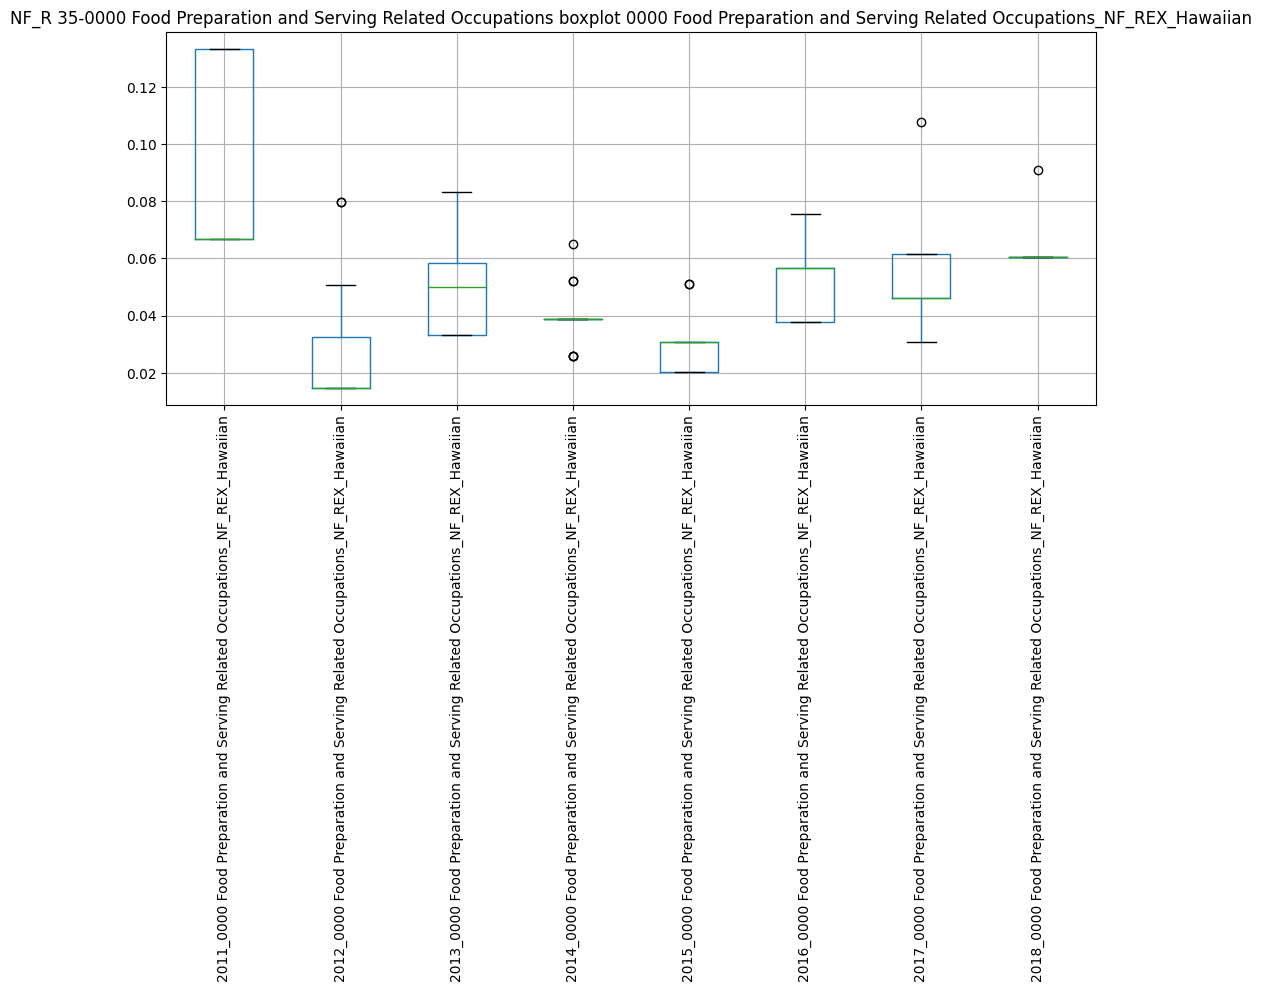 NF_R 35-0000 Food Preparation and Serving Related Occupations boxplot 0000 Food Preparation and Serving Related Occupations_NF_REX_Hawaiian
0.12
0.10
0.08
0.06
0.04
0.02
2011_0000 Food Preparation and Serving Related Occupations_NF_REX_Hawaiian
2012_0000 Food Preparation and Serving Related Occupations_NF_REX_Hawaiian
2013_0000 Food Preparation and Serving Related Occupations_NF_REX_Hawaiian
2014_0000 Food Preparation and Serving Related Occupations_NF_REX_Hawaiian
2015_0000 Food Preparation and Serving Related Occupations_NF_REX_Hawaiian
2016_0000 Food Preparation and Serving Related Occupations_NF_REX_Hawaiian
2017_0000 Food Preparation and Serving Related Occupations_NF_REX_Hawaiian
2018_0000 Food Preparation and Serving Related Occupations_NF_REX_Hawaiian